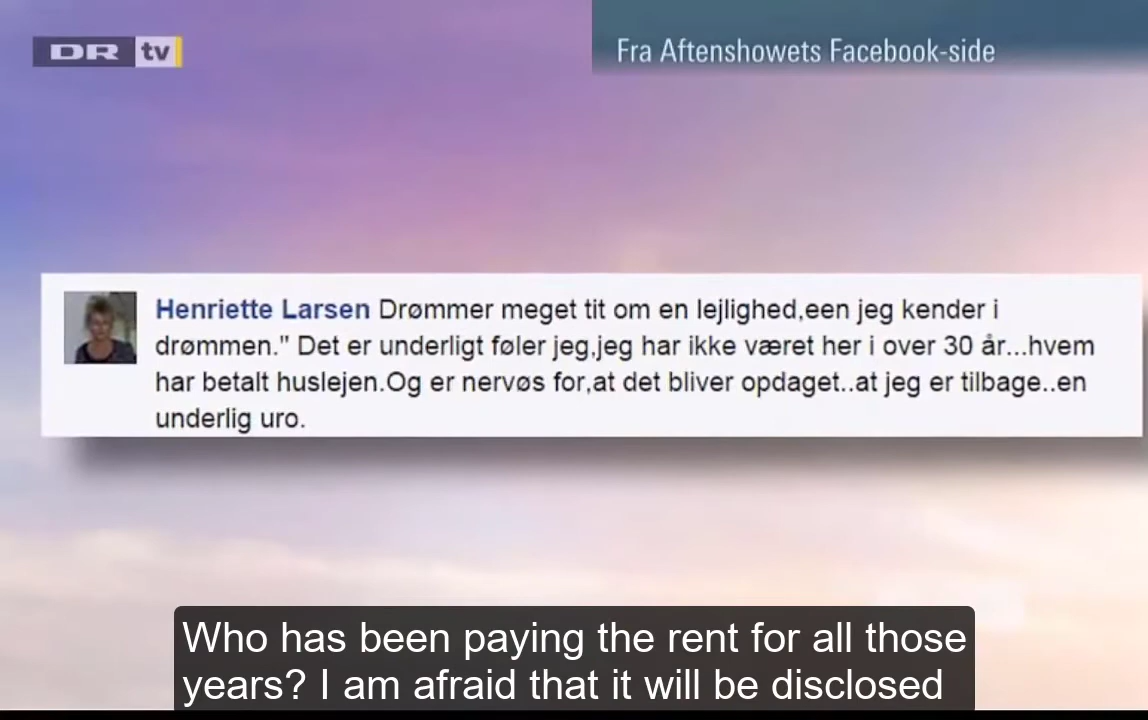 DR tv
Fra Aftenshowets Facebook-side
Henriette Larsen Drømmer meget tit om en lejlighed,een jeg kender i
drømmen." Det er underligt føler jeg,jeg har ikke været her i over 30 år...hvem
har betalt huslejen.Og er nervøs for,at det bliver opdaget..at jeg er tilbage..en
underlig uro.
Who has been paying the rent for all those
years? I am afraid that it will be disclosed